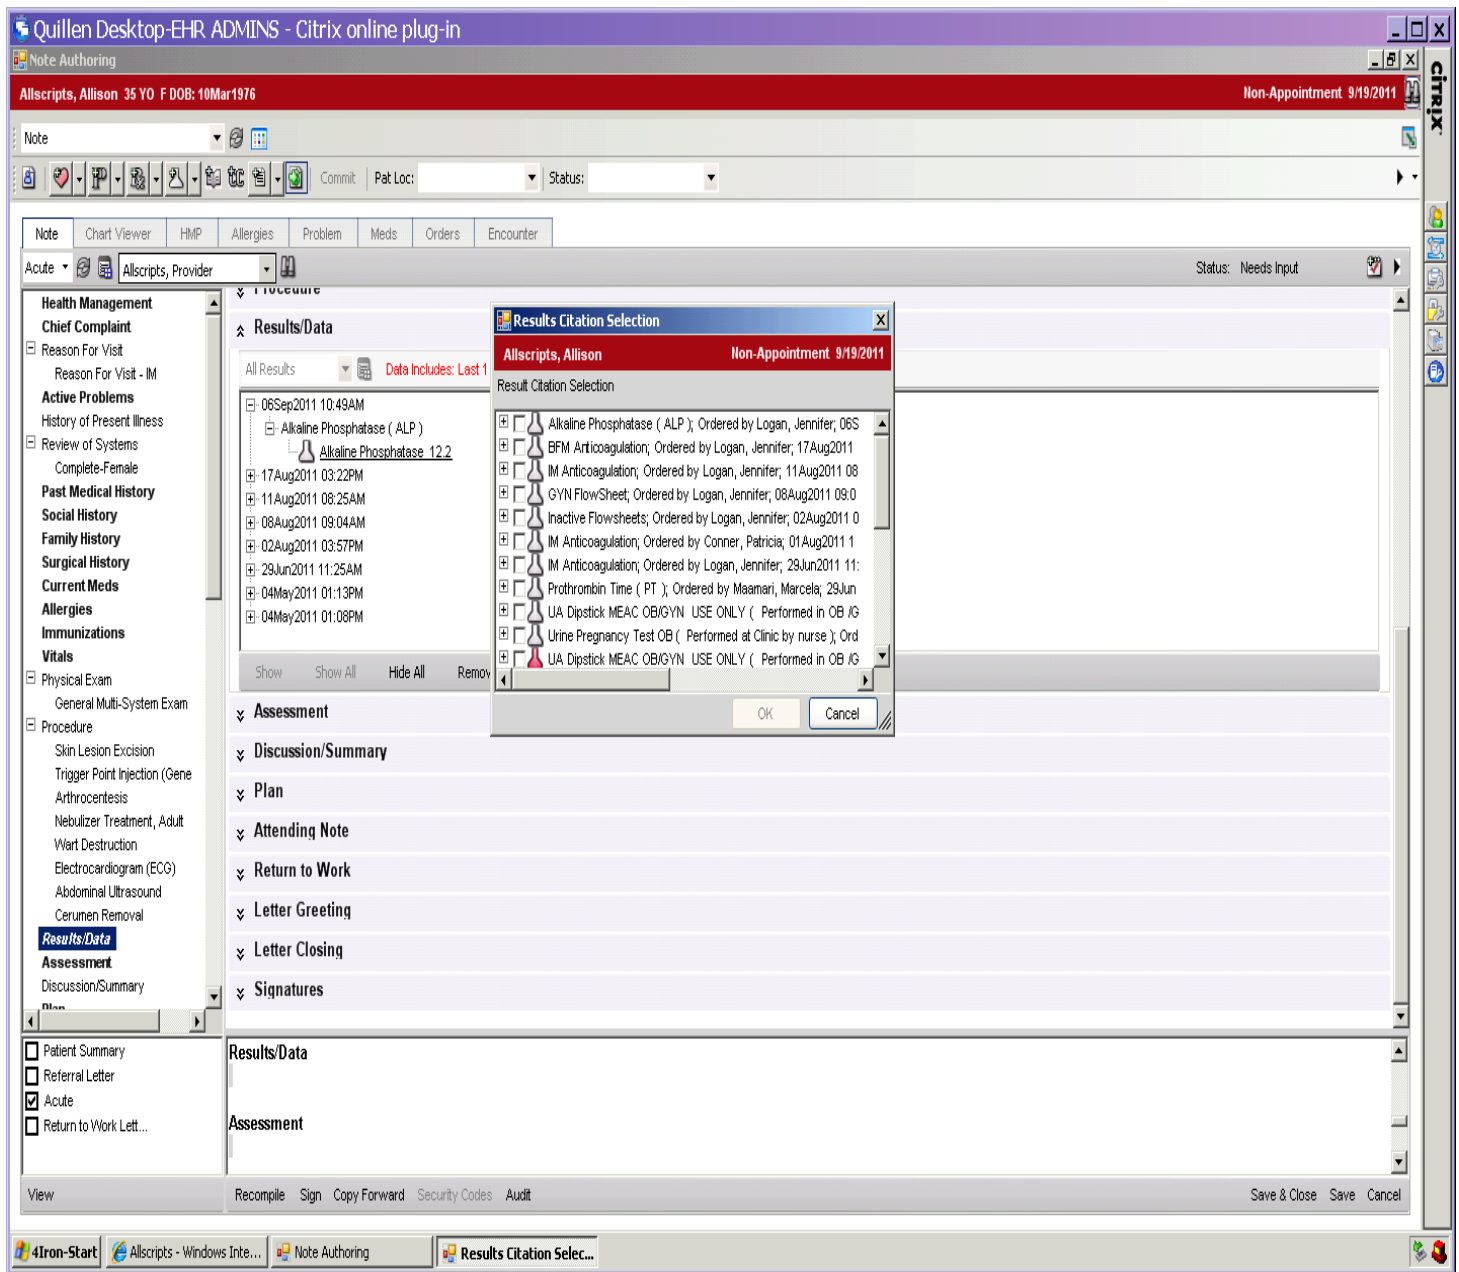 Quillen Desktop-EHR ADMINS - Citrix online plug-in
Note Authoring
CITRIX
Allscripts, Allison 35 YO F DOB: 10Mar1976
Non-Appointment 9/19/2011
Note
Commit
Pat Loc:
Status:
Note
Chart Viewer
HMP
Allergies
Problem
Meds
Orders
Encounter
Acute
Allscripts, Provider
Status: Needs Input
Health Management
Chief Complaint
Reason For Visit
Reason For Visit - IM
Active Problems
History of Present Illness
Review of Systems
Complete-Female
Past Medical History
Social History
Family History
Surgical History
Current Meds
Allergies
Immunizations
Vitals
Physical Exam
General Multi-System Exam
Procedure
Skin Lesion Excision
Trigger Point Injection (Gene
Arthrocentesis
Nebulizer Treatment, Adult
Wart Destruction
Electrocardiogram (ECG)
Abdominal Ultrasound
Cerumen Removal
Results/Data
Assessment
Discussion/Summary
Plan
Procedure
Results/Data
All Results
Data Includes: Last 1
06Sep2011 10:49AM
Alkaline Phosphatase ( ALP )
Alkaline Phosphatase 12.2
17Aug2011 03:22PM
11Aug2011 08:25AM
08Aug2011 09:04AM
02Aug2011 03:57PM
29Jun2011 11:25AM
04May2011 01:13PM
04May2011 01:08PM
Show
Show All
Hide All
Remov
Assessment
Discussion/Summary
Plan
Attending Note
Return to Work
Letter Greeting
Letter Closing
Signatures
Results Citation Selection
Allscripts, Allison
Non-Appointment 9/19/2011
Result Citation Selection
Alkaline Phosphatase ( ALP ); Ordered by Logan, Jennifer; 06S
BFM Anticoagulation; Ordered by Logan, Jennifer; 17Aug2011
IM Anticoagulation; Ordered by Logan, Jennifer; 11Aug2011 08
GYN FlowSheet; Ordered by Logan, Jennifer; 08Aug2011 09:0
Inactive Flowsheets; Ordered by Logan, Jennifer; 02Aug2011 0
IM Anticoagulation; Ordered by Conner, Patricia; 01Aug2011 1
IM Anticoagulation; Ordered by Logan, Jennifer; 29Jun2011 11:
Prothrombin Time ( PT ); Ordered by Maamari, Marcela; 29Jun
UA Dipstick MEAC OB/GYN USE ONLY ( Performed in OB /G
Urine Pregnancy Test OB ( Performed at Clinic by nurse ); Ord
UA Dipstick MEAC OB/GYN USE ONLY ( Performed in OB /G
OK
Cancel
Patient Summary
Referral Letter
Acute
Return to Work Lett...
Results/Data
Assessment
View
Recompile
Sign
Copy Forward
Security Codes
Audit
Save & Close
Save
Cancel
4Iron-Start
Allscripts - Windows Inte...
Note Authoring
Results Citation Selec...